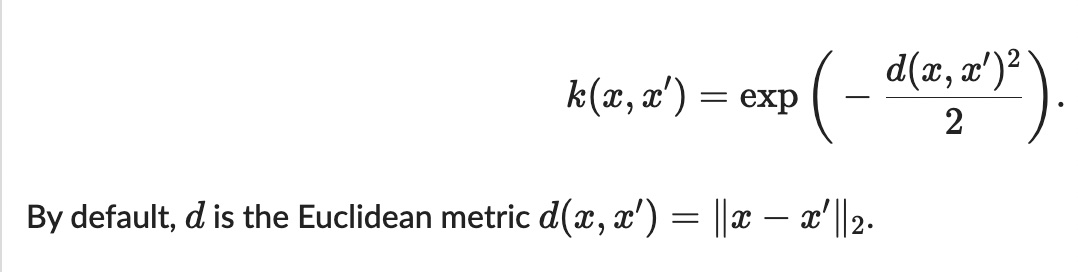 k(x, x′) = exp ( − d(x, x′)² / 2 ).
By default, d is the Euclidean metric d(x, x′) = ‖x − x′‖₂.